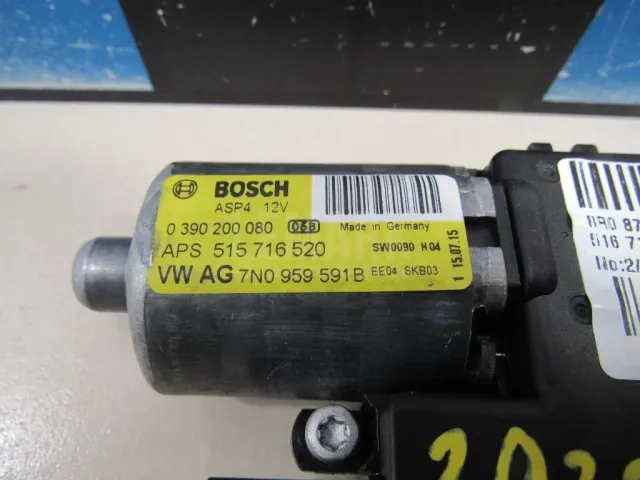 BOSCH
ASP4 12V
0 390 200 080 Made in Germany
APS 515 716 520 SW0090 H04
VW AG 7N0 959 591B EE04 SKB03
1 15.07.15